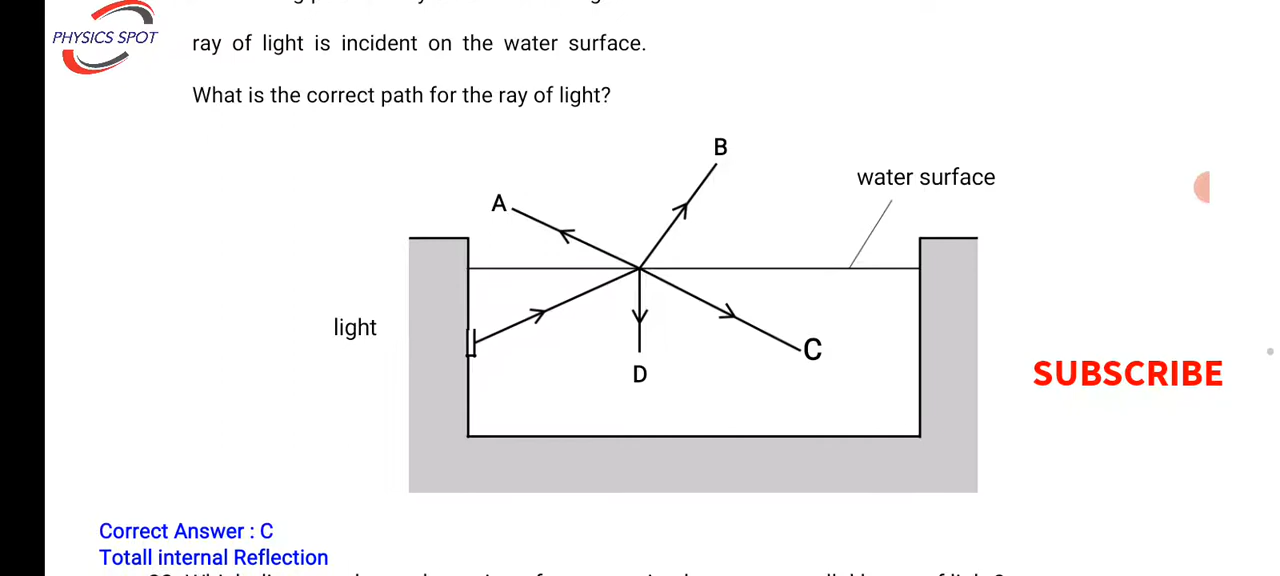 PHYSICS SPOT
ray of light is incident on the water surface.
What is the correct path for the ray of light?
B
water surface
A
light
C
D
SUBSCRIBE
Correct Answer : C
Totall internal Reflection